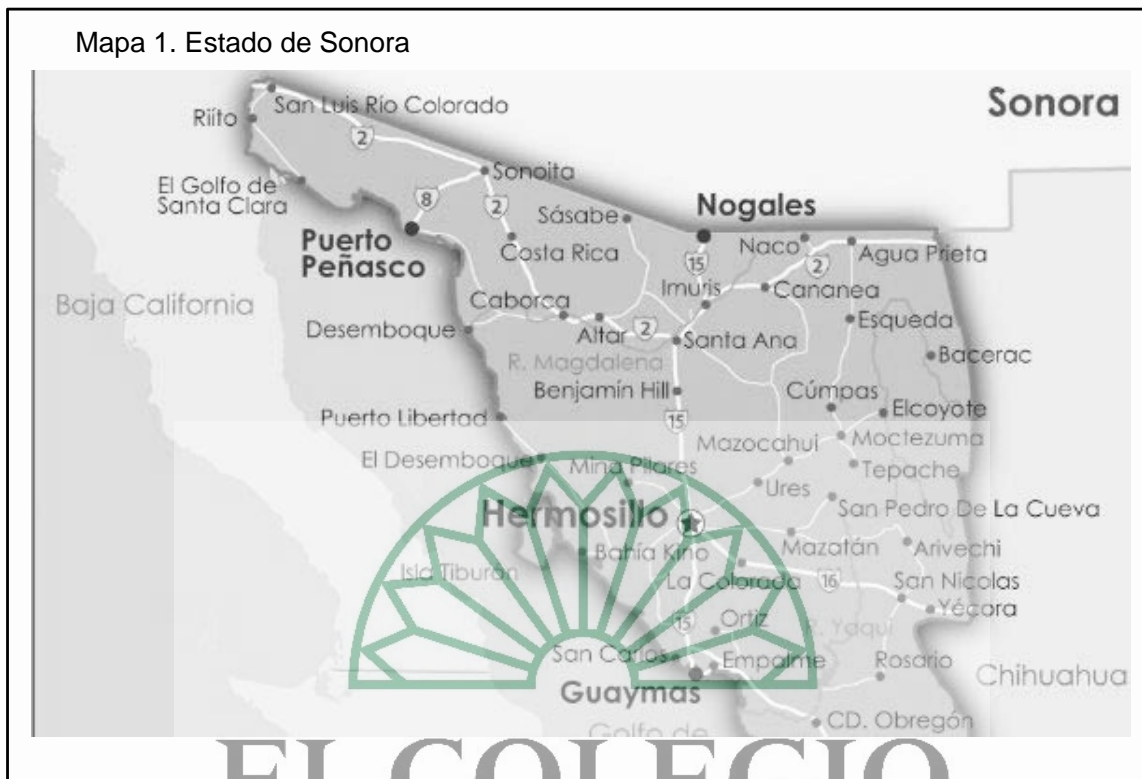 Mapa 1. Estado de Sonora
San Luis Río Colorado
Sonora
Riíto
2
Sonoita
El Golfo de
Santa Clara
8
2
Sásabe
Nogales
Puerto
Peñasco
Costa Rica
15
Naco
2
Agua Prieta
Imuris
Cananea
Baja California
Caborca
Desemboque
Altar
2
Santa Ana
Esqueda
R. Magdalena
Bacerac
Benjamín Hill
Cúmpas
Elcoyote
Puerto Libertad
15
Mazocahui
Moctezuma
El Desemboque
Mina Pilares
Tepache
Ures
San Pedro De La Cueva
Hermosillo
Bahía Kino
Mazatán
Arivechi
Isla Tiburón
La Colorada
16
San Nicolas
Yécora
15
Ortiz
R. Yaqui
San Carlos
Empalme
Rosario
Chihuahua
Guaymas
CD. Obregón
Golfo de
EL COLEGIO